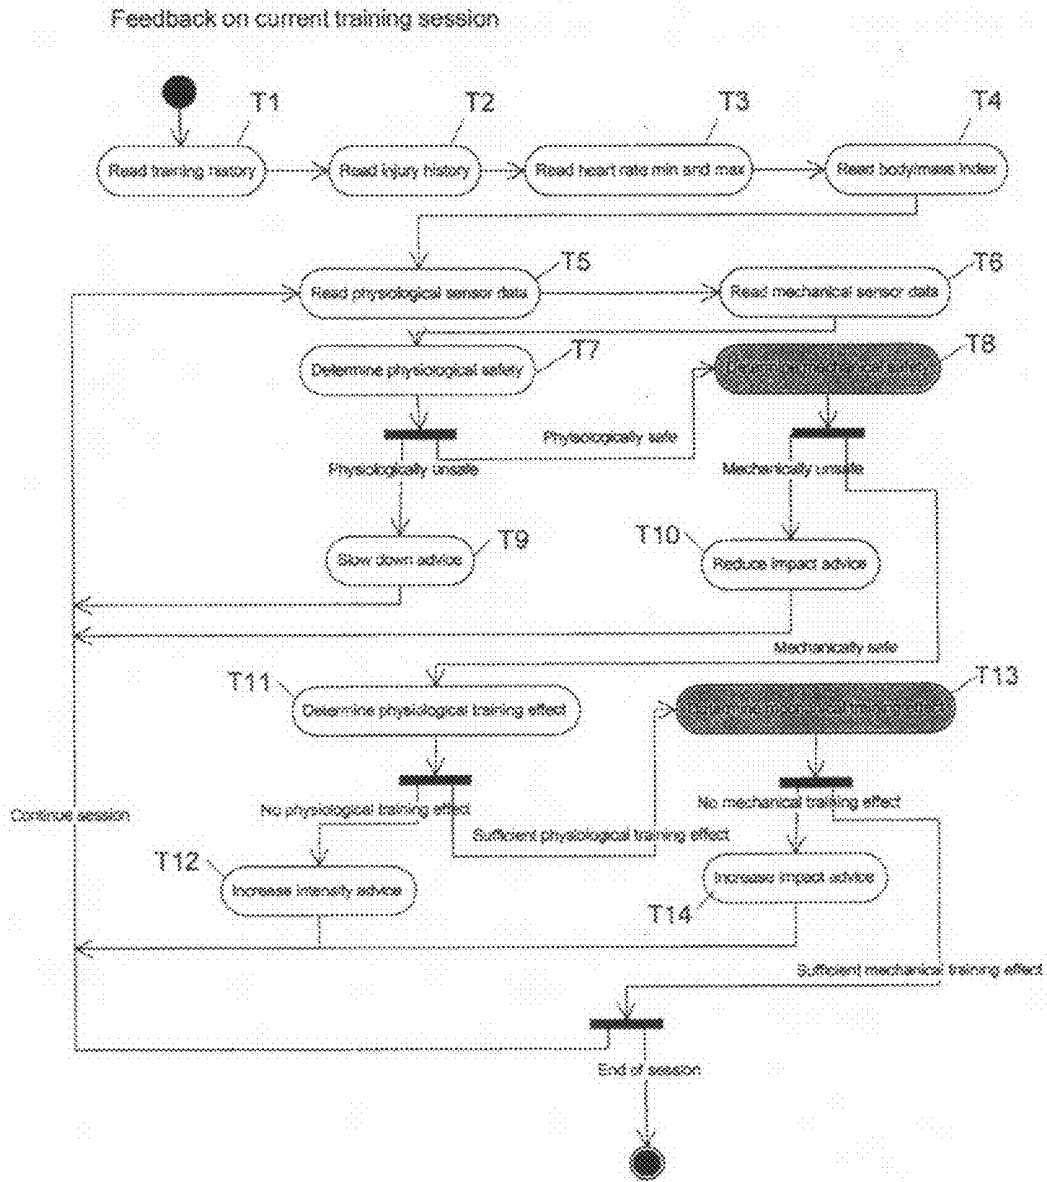 Feedback on current training session
T1
T2
T3
T4
Read training history
Read injury history
Read heart rate min and max
Read body/mass index
T5
T6
Read physiological sensor data
Read mechanical sensor data
T7
T8
Determine physiological safety
Physiologically safe
Physiologically unsafe
Mechanically unsafe
T9
T10
Slow down advice
Reduce impact advice
Mechanically safe
T11
T13
Determine physiological training effect
No physiological training effect
No mechanical training effect
Continue session
Sufficient physiological training effect
T12
Increase intensity advice
Increase impact advice
T14
Sufficient mechanical training effect
End of session